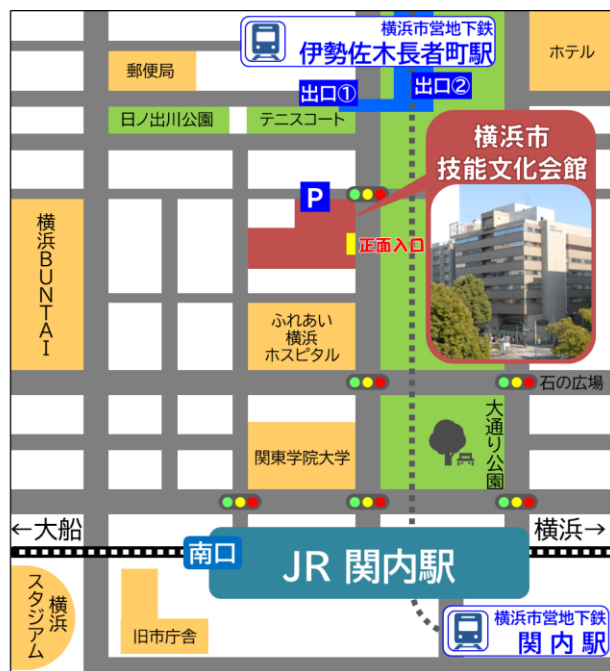 横浜市営地下鉄
伊勢佐木長者町駅
ホテル
郵便局
出口①
出口②
日ノ出川公園
テニスコート
横浜市
技能文化会館
P
正面入口
横浜BUNTAI
ふれあい
横浜
ホスピタル
石の広場
大通り公園
関東学院大学
←大船
横浜→
南口
JR 関内駅
横浜
スタジアム
旧市庁舎
横浜市営地下鉄
関内駅